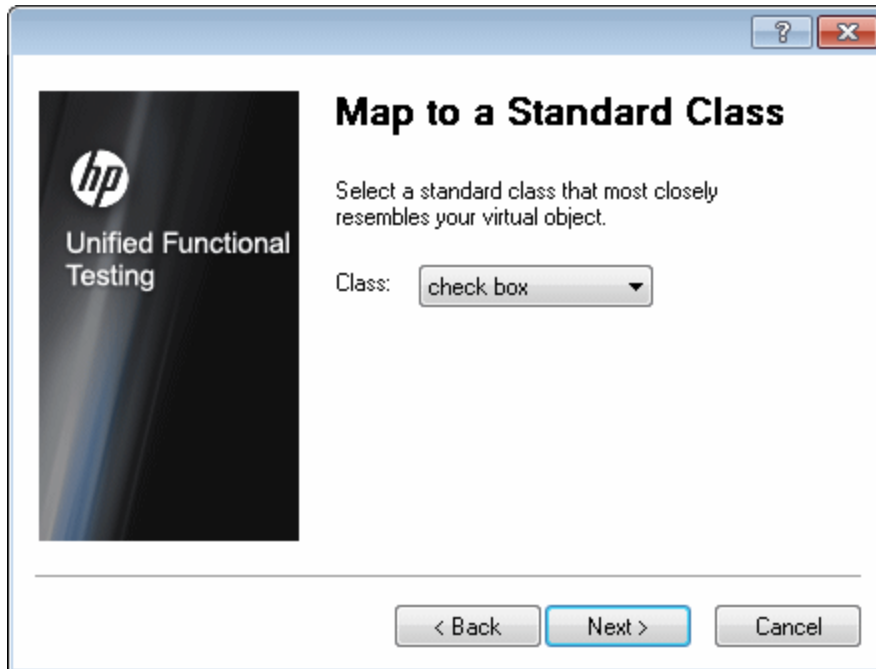 ?
Map to a Standard Class
hp
Unified Functional
Testing
Select a standard class that most closely
resembles your virtual object.
Class:
check box
< Back
Next >
Cancel